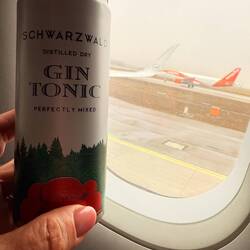 SCHWARZWALD
DISTILLED DRY
GIN
TONIC
PERFECTLY MIXED